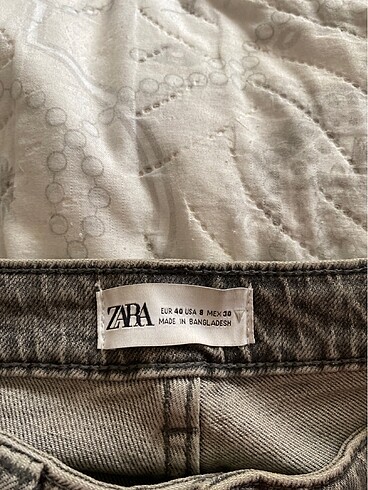 ZARA
EUR 40 USA 8 MEX 30
MADE IN BANGLADESH